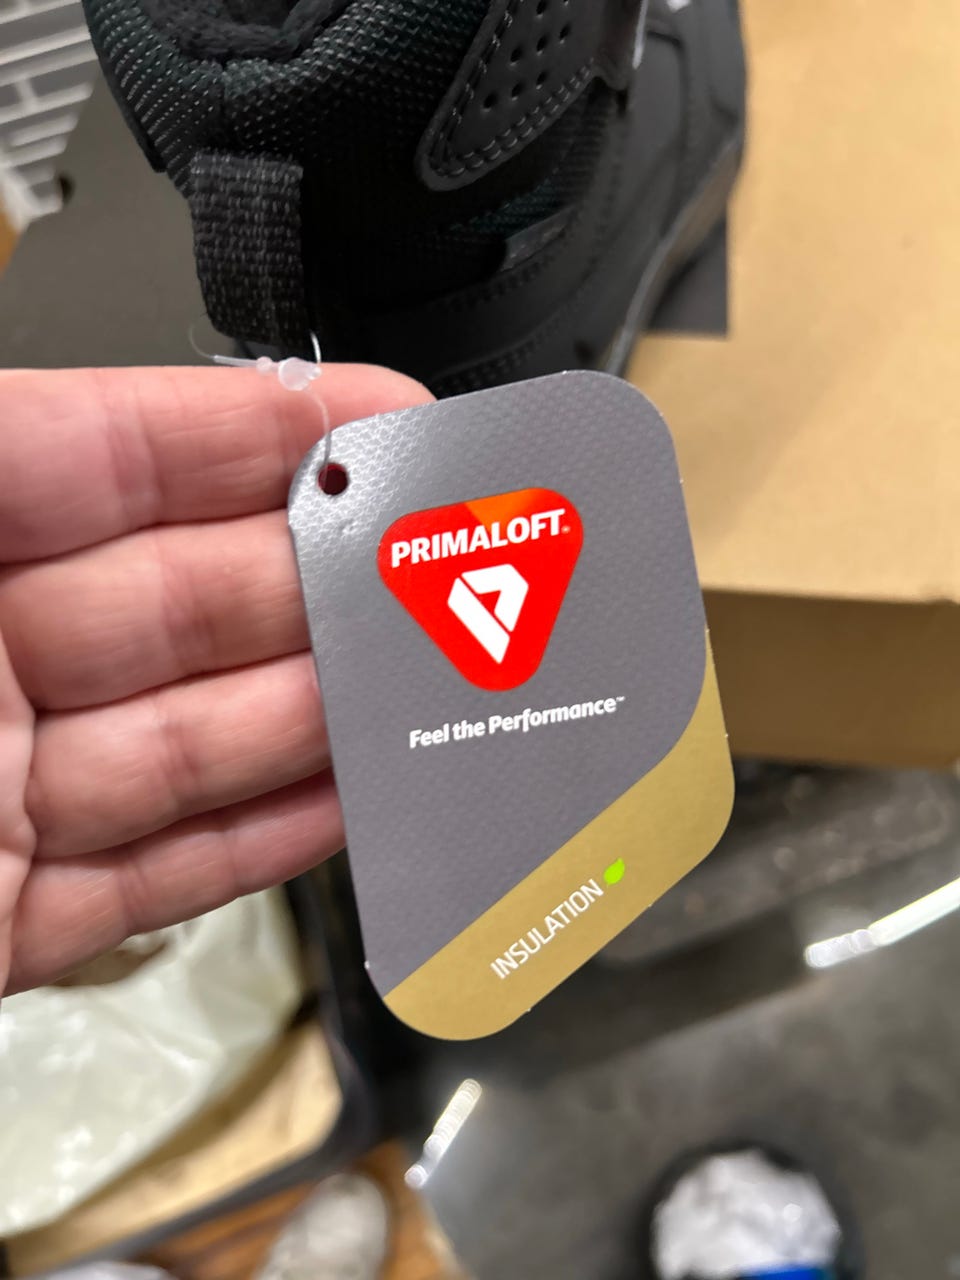 PRIMALOFT®
Feel the Performance™
INSULATION